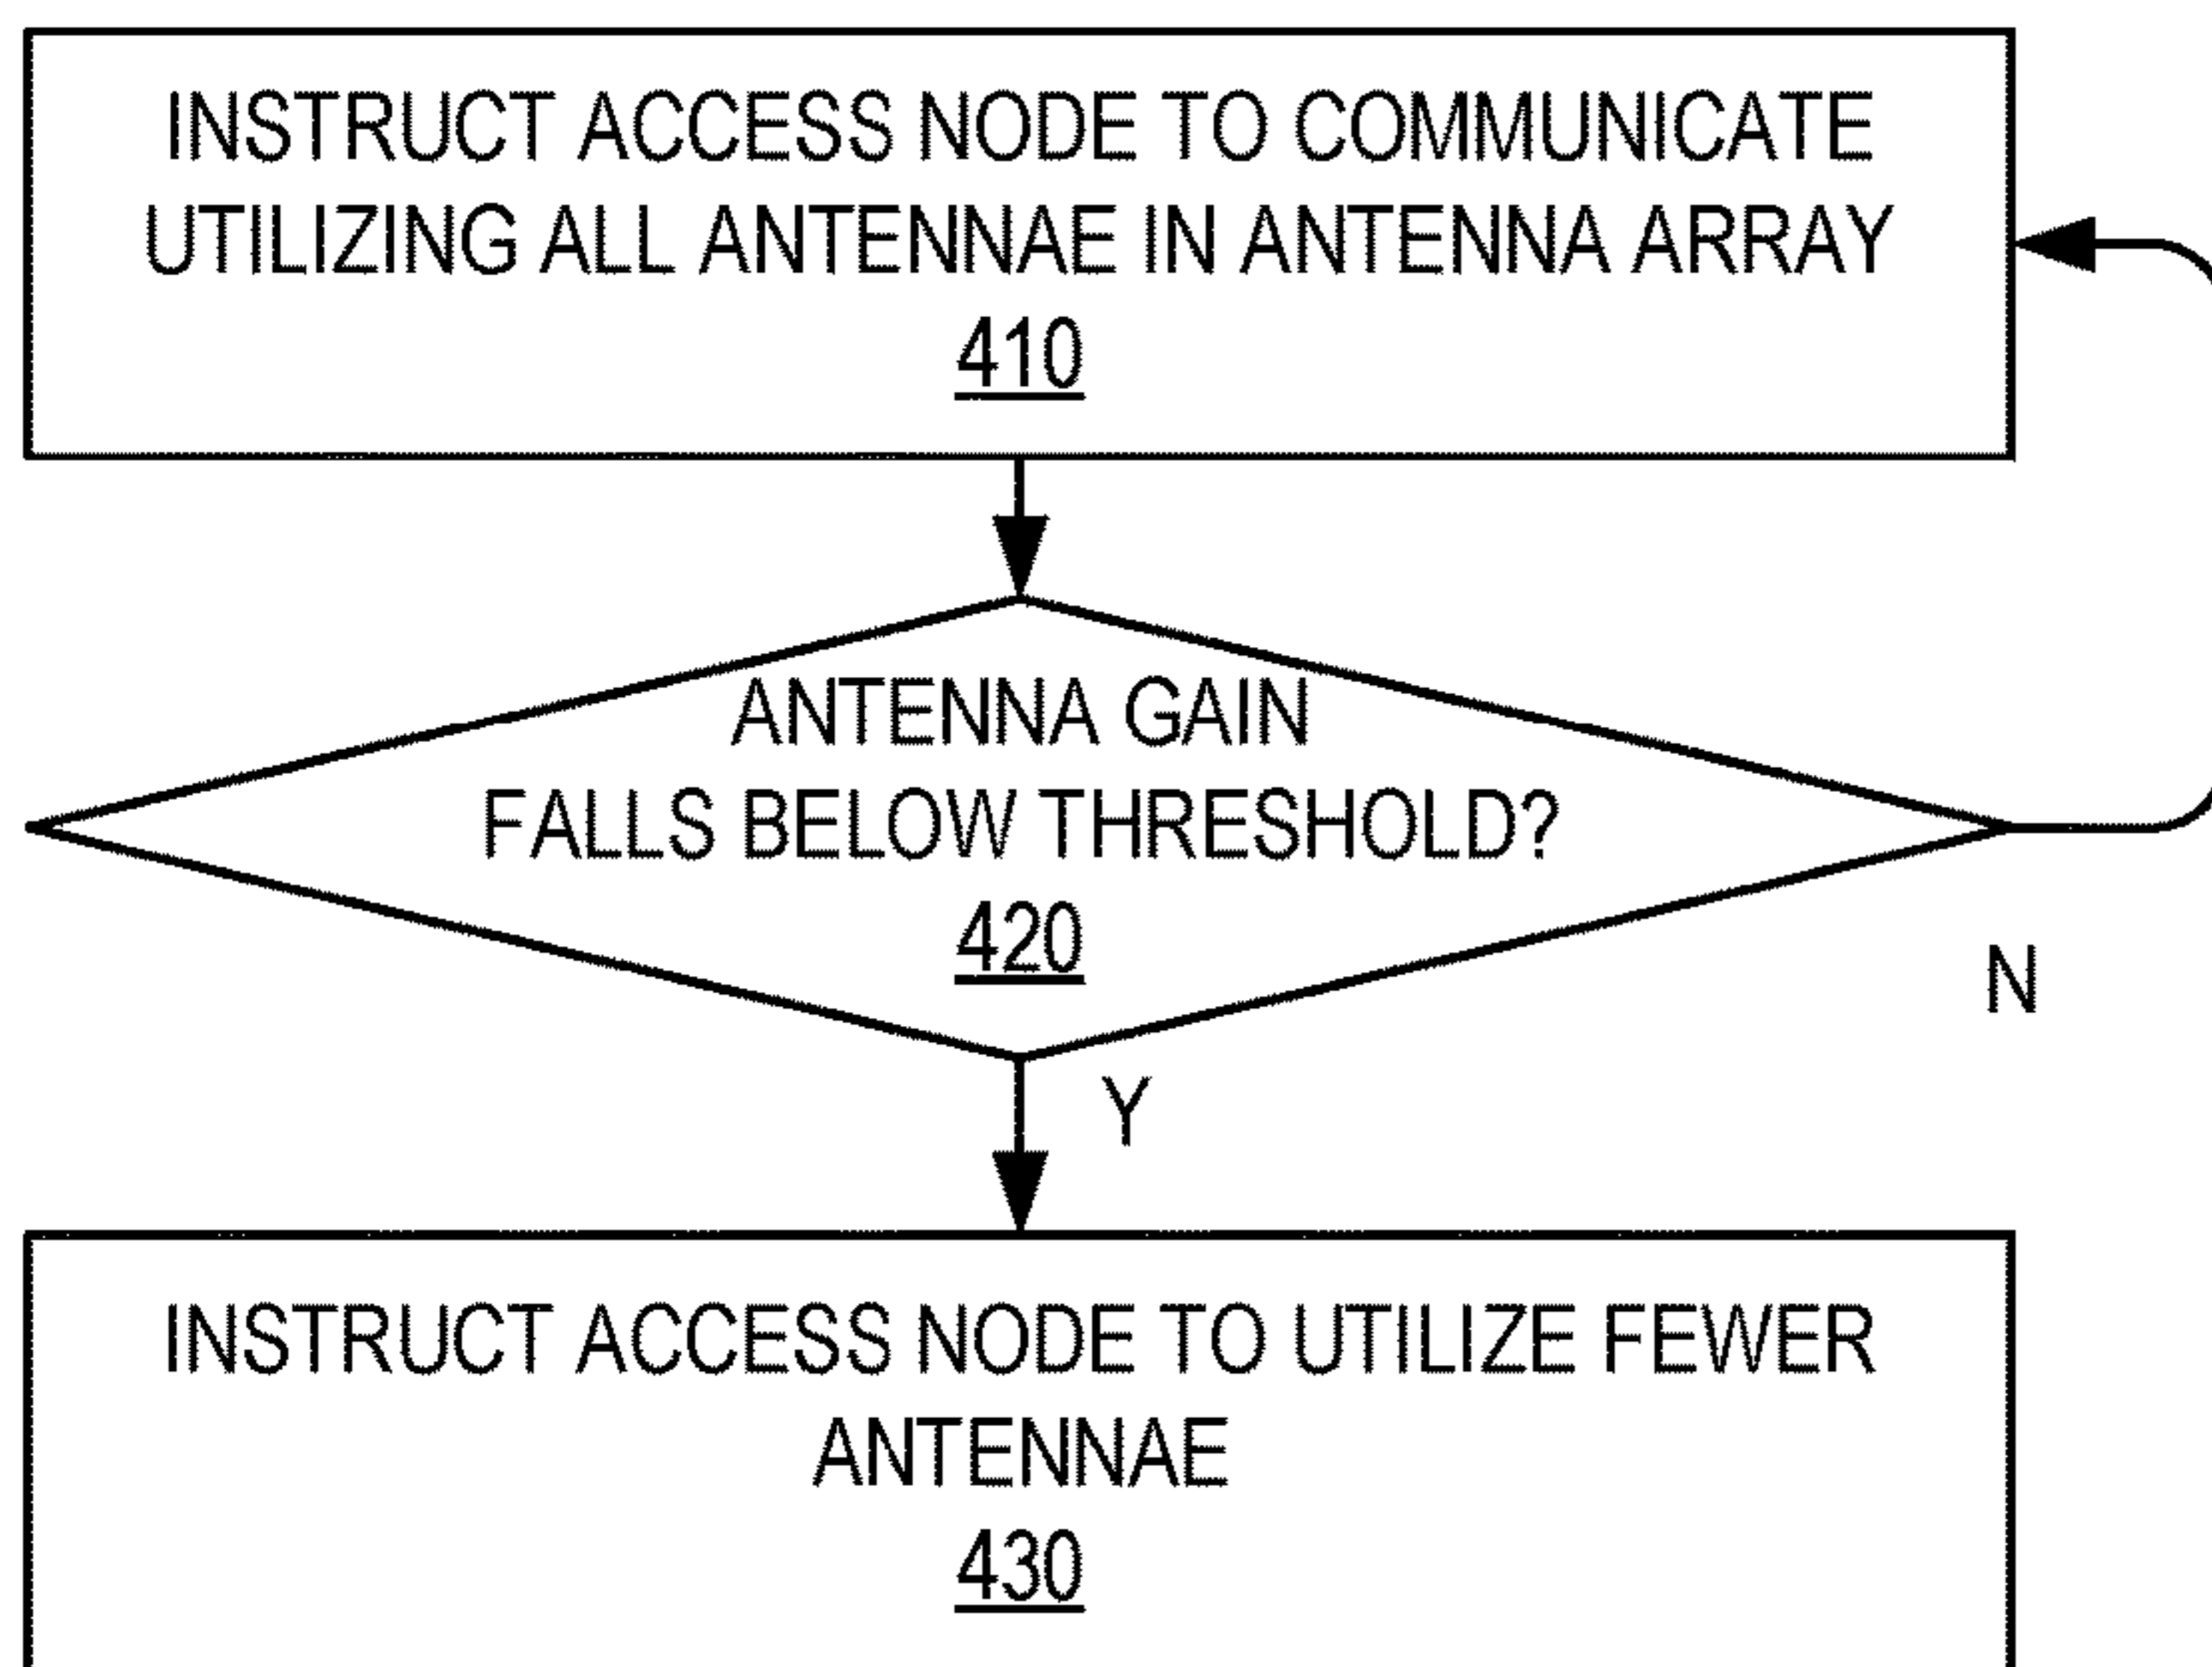 INSTRUCT ACCESS NODE TO COMMUNICATE
UTILIZING ALL ANTENNAE IN ANTENNA ARRAY
410
ANTENNA GAIN
FALLS BELOW THRESHOLD?
420
N
Y
INSTRUCT ACCESS NODE TO UTILIZE FEWER
ANTENNAE
430